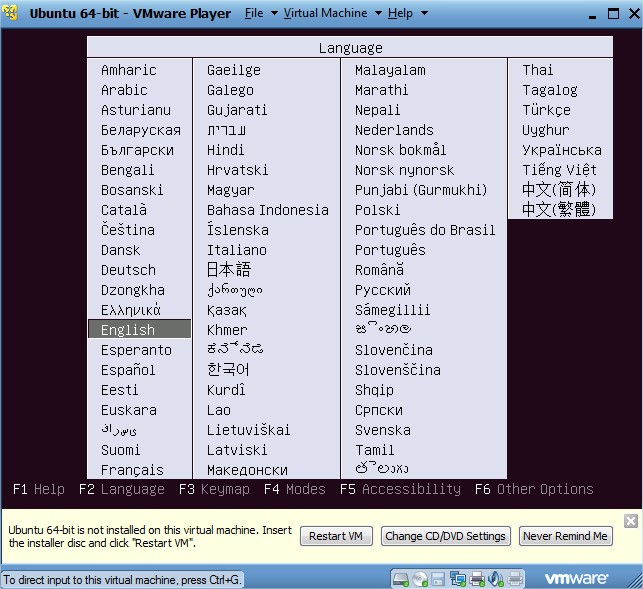 Ubuntu 64-bit - VMware Player File Virtual Machine Help
Language
Amharic
Arabic
Asturianu
Беларуская
Български
Bengali
Bosanski
Català
Čeština
Dansk
Deutsch
Dzongkha
Ελληνικά
English
Esperanto
Español
Eesti
Euskara
Suomi
Français
Gaeilge
Galego
Gujarati
עברית
Hindi
Hrvatski
Magyar
Bahasa Indonesia
Íslenska
Italiano
日本語
ქართული
Қазақ
Khmer
한국어
Kurdî
Lao
Lietuviškai
Latviski
Македонски
Malayalam
Marathi
Nepali
Nederlands
Norsk bokmål
Norsk nynorsk
Punjabi (Gurmukhi)
Polski
Português do Brasil
Português
Română
Русский
Sámegillii
Slovenčina
Slovenščina
Shqip
Српски
Svenska
Tamil
Thai
Tagalog
Türkçe
Uyghur
Українська
Tiếng Việt
中文(简体)
中文(繁體)
F1 Help F2 Language F3 Keymap F4 Modes F5 Accessibility F6 Other Options
Ubuntu 64-bit is not installed on this virtual machine. Insert
the installer disc and click "Restart VM".
Restart VM Change CD/DVD Settings Never Remind Me
To direct input to this virtual machine, press Ctrl+G.
vmware